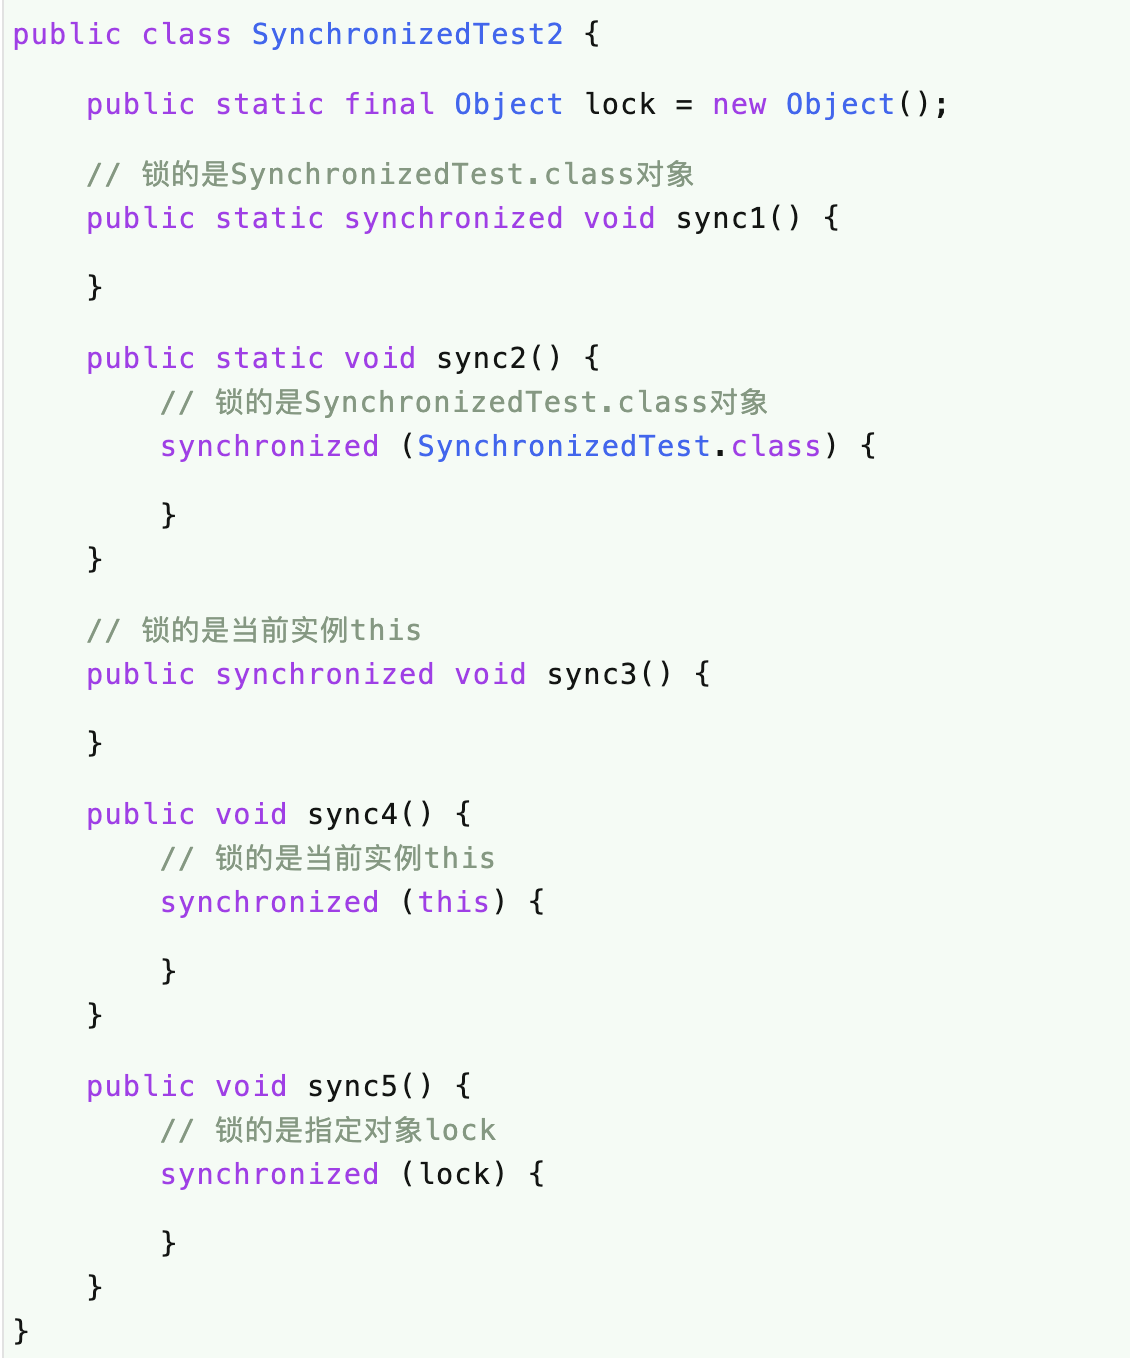 public class SynchronizedTest2 {
    public static final Object lock = new Object();
    // 锁的是SynchronizedTest.class对象
    public static synchronized void sync1() {
    }
    public static void sync2() {
        // 锁的是SynchronizedTest.class对象
        synchronized (SynchronizedTest.class) {
        }
    }
    // 锁的是当前实例this
    public synchronized void sync3() {
    }
    public void sync4() {
        // 锁的是当前实例this
        synchronized (this) {
        }
    }
    public void sync5() {
        // 锁的是指定对象lock
        synchronized (lock) {
        }
    }
}